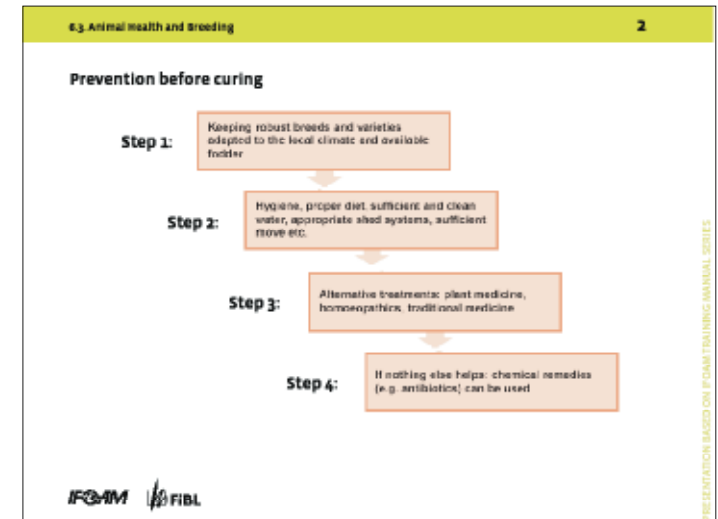 6.3. Animal Health and Breeding 2
Prevention before curing
Step 1:
Keeping robust breeds and varieties
adapted to the local climate and available
fodder
Step 2:
Hygiene, proper diet, sufficient and clean
water, appropriate shed systems, sufficient
move etc.
Step 3:
Alternative treatments: plant medicine,
homoeopathics, traditional medicine
Step 4:
If nothing else helps: chemical remedies
(e.g. antibiotics) can be used
IFOAM FiBL
PRESENTATION BASED ON IFOAM TRAINING MANUAL SERIES